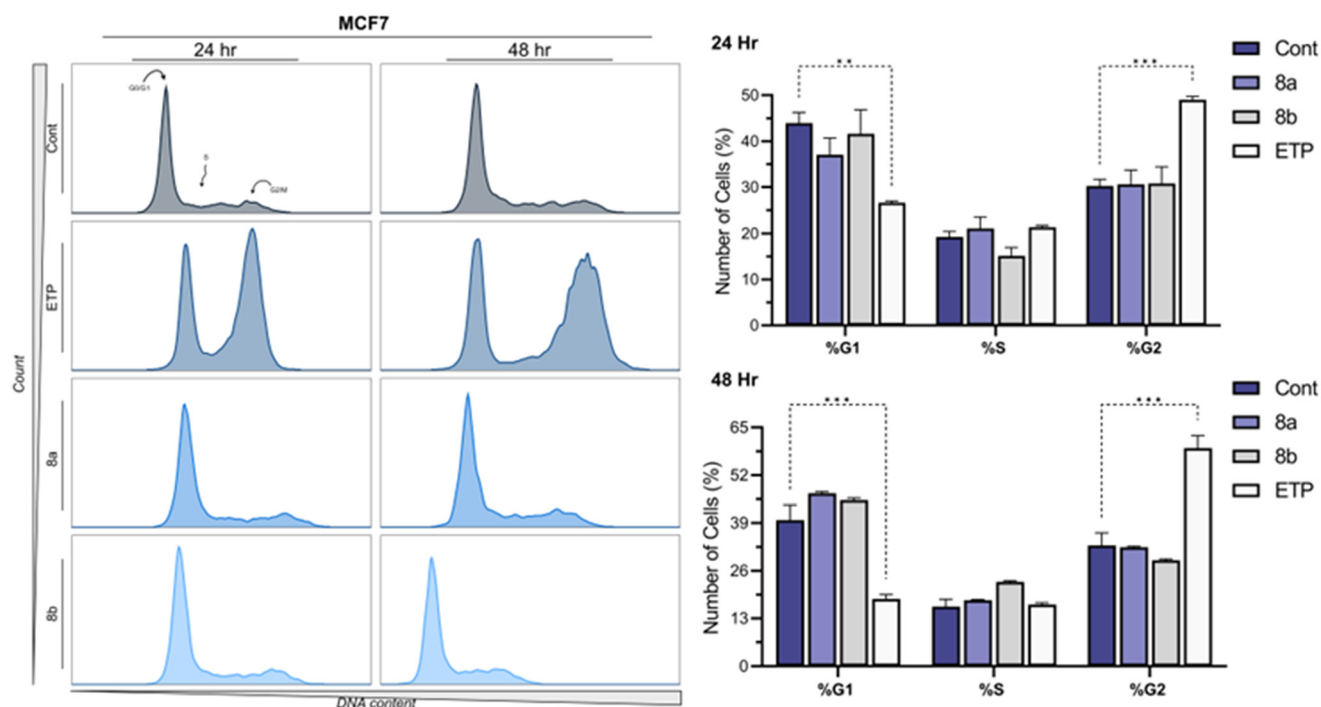 MCF7
24 hr
48 hr
Count
Cont
G0/G1
S
G2/M
ETP
8a
8b
DNA content
24 Hr
Number of Cells (%)
50
40
30
20
10
0
**
***
%G1
%S
%G2
Cont
8a
8b
ETP
48 Hr
Number of Cells (%)
65
52
39
26
13
0
***
***
%G1
%S
%G2
Cont
8a
8b
ETP